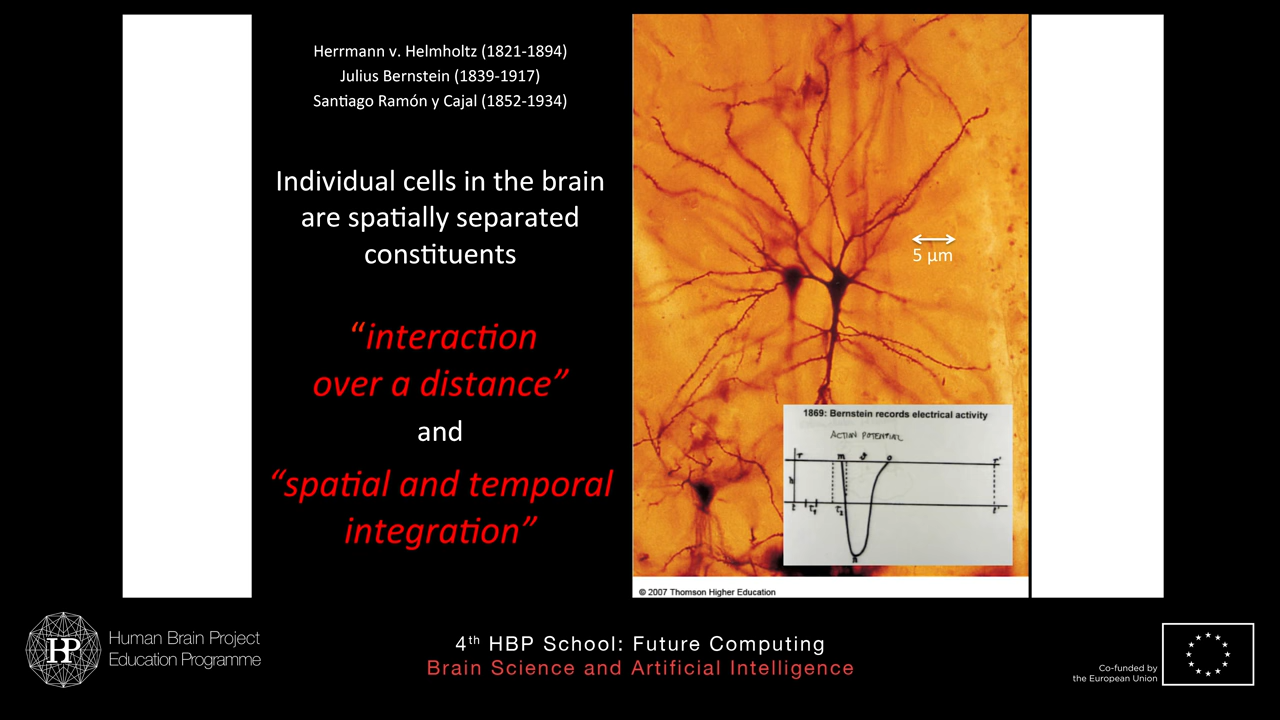 Herrmann v. Helmholtz (1821-1894)
Julius Bernstein (1839-1917)
Santiago Ramón y Cajal (1852-1934)
Individual cells in the brain
are spatially separated
constituents
“interaction
over a distance”
and
“spatial and temporal
integration”
5 µm
1869: Bernstein records electrical activity
ACTION POTENTIAL
© 2007 Thomson Higher Education
HP
Human Brain Project
Education Programme
4th HBP School: Future Computing
Brain Science and Artificial Intelligence
Co-funded by
the European Union